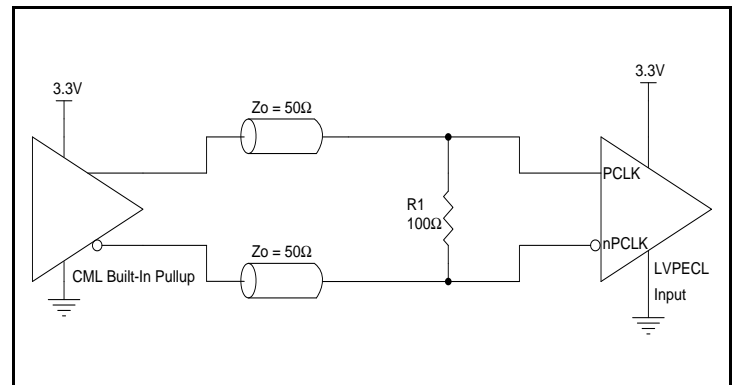 3.3V
3.3V
Zo = 50Ω
PCLK
R1
100Ω
nPCLK
Zo = 50Ω
CML Built-In Pullup
LVPECL
Input